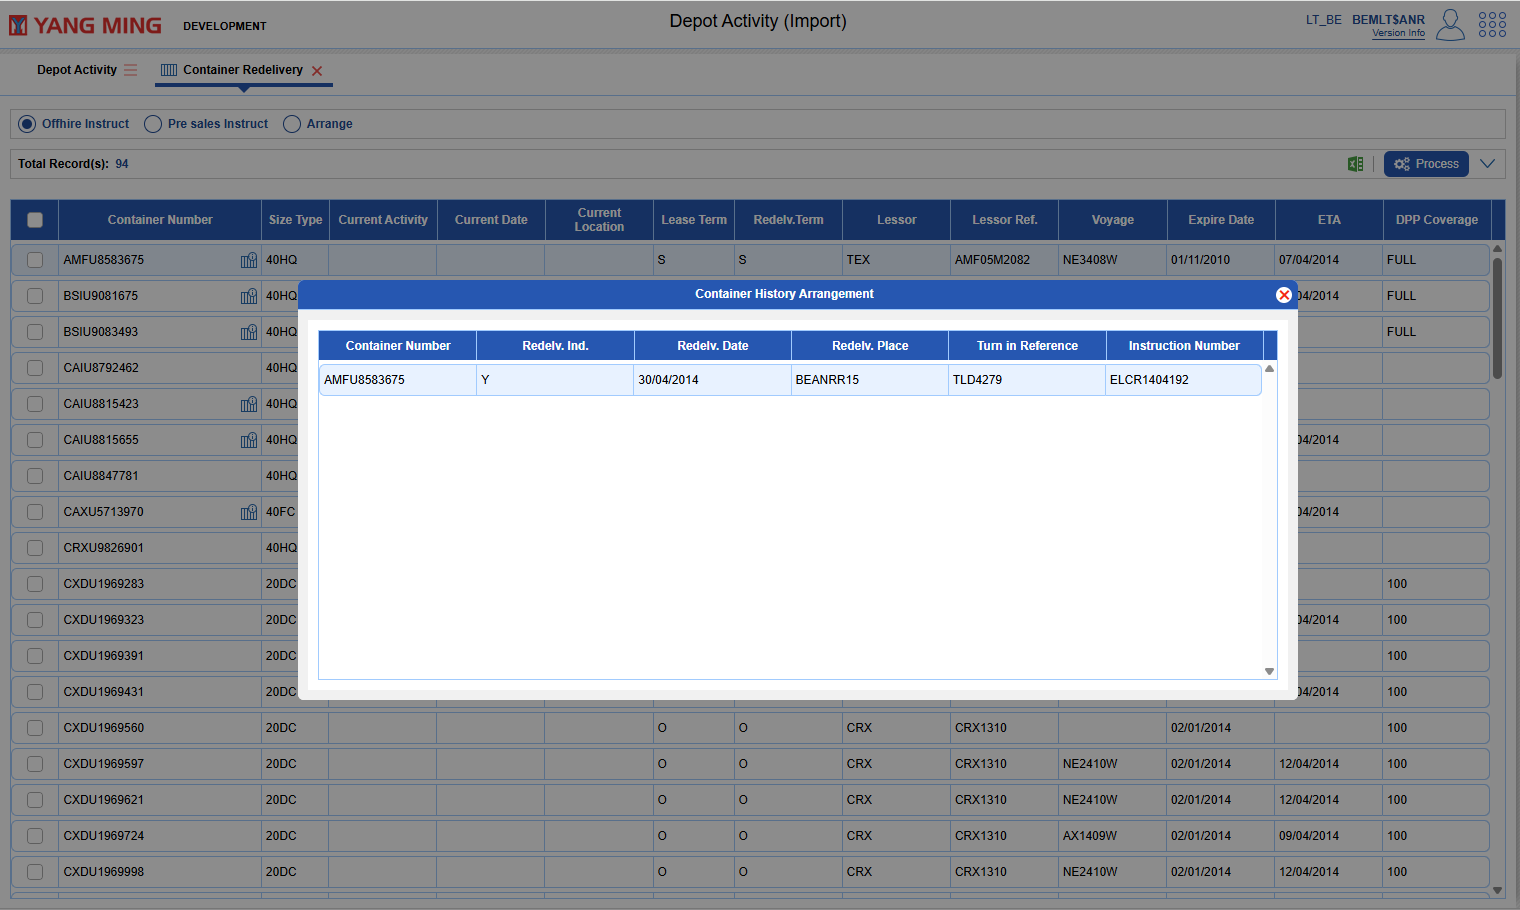 YANG MING DEVELOPMENT
Depot Activity (Import)
LT_BE BEMLT$ANR
Version Info
Depot Activity Container Redelivery
Offhire Instruct Pre sales Instruct Arrange
Total Record(s): 94
Process
Container Number Size Type Current Activity Current Date Current Location Lease Term Redelv.Term Lessor Lessor Ref. Voyage Expire Date ETA DPP Coverage
AMFU8583675 40HQ S S TEX AMF05M2082 NE3408W 01/11/2010 07/04/2014 FULL
BSIU9081675 40HQ 04/2014 FULL
BSIU9083493 40HQ FULL
CAIU8792462 40HQ
CAIU8815423 40HQ
CAIU8815655 40HQ 04/2014
CAIU8847781 40HQ
CAXU5713970 40FC 04/2014
CRXU9826901 40HQ
CXDU1969283 20DC 100
CXDU1969323 20DC 04/2014 100
CXDU1969391 20DC 100
CXDU1969431 20DC 04/2014 100
CXDU1969560 20DC O O CRX CRX1310 02/01/2014 100
CXDU1969597 20DC O O CRX CRX1310 NE2410W 02/01/2014 12/04/2014 100
CXDU1969621 20DC O O CRX CRX1310 NE2410W 02/01/2014 12/04/2014 100
CXDU1969724 20DC O O CRX CRX1310 AX1409W 02/01/2014 09/04/2014 100
CXDU1969998 20DC O O CRX CRX1310 NE2410W 02/01/2014 12/04/2014 100
Container History Arrangement
Container Number Redelv. Ind. Redelv. Date Redelv. Place Turn in Reference Instruction Number
AMFU8583675 Y 30/04/2014 BEANRR15 TLD4279 ELCR1404192